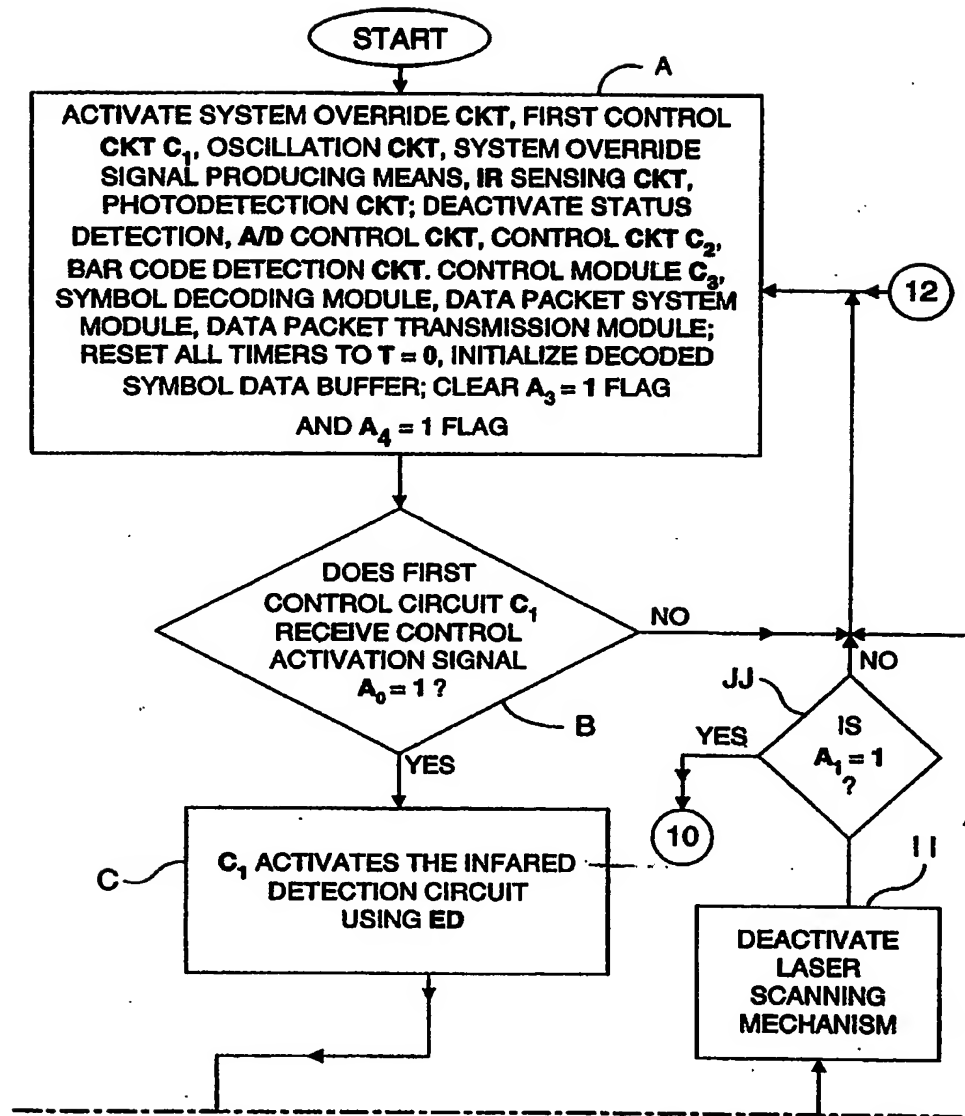 START
A
ACTIVATE SYSTEM OVERRIDE CKT, FIRST CONTROL
CKT C₁, OSCILLATION CKT, SYSTEM OVERRIDE
SIGNAL PRODUCING MEANS, IR SENSING CKT,
PHOTODETECTION CKT; DEACTIVATE STATUS
DETECTION, A/D CONTROL CKT, CONTROL CKT C₂,
BAR CODE DETECTION CKT. CONTROL MODULE C₃,
SYMBOL DECODING MODULE, DATA PACKET SYSTEM
MODULE, DATA PACKET TRANSMISSION MODULE;
RESET ALL TIMERS TO T = 0, INITIALIZE DECODED
SYMBOL DATA BUFFER; CLEAR A₃ = 1 FLAG
AND A₄ = 1 FLAG
12
DOES FIRST
CONTROL CIRCUIT C₁
RECEIVE CONTROL
ACTIVATION SIGNAL
A₀ = 1 ?
NO
B
YES
NO
JJ
IS
A₁ = 1
?
YES
10
C
C₁ ACTIVATES THE INFARED
DETECTION CIRCUIT
USING ED
II
DEACTIVATE
LASER
SCANNING
MECHANISM